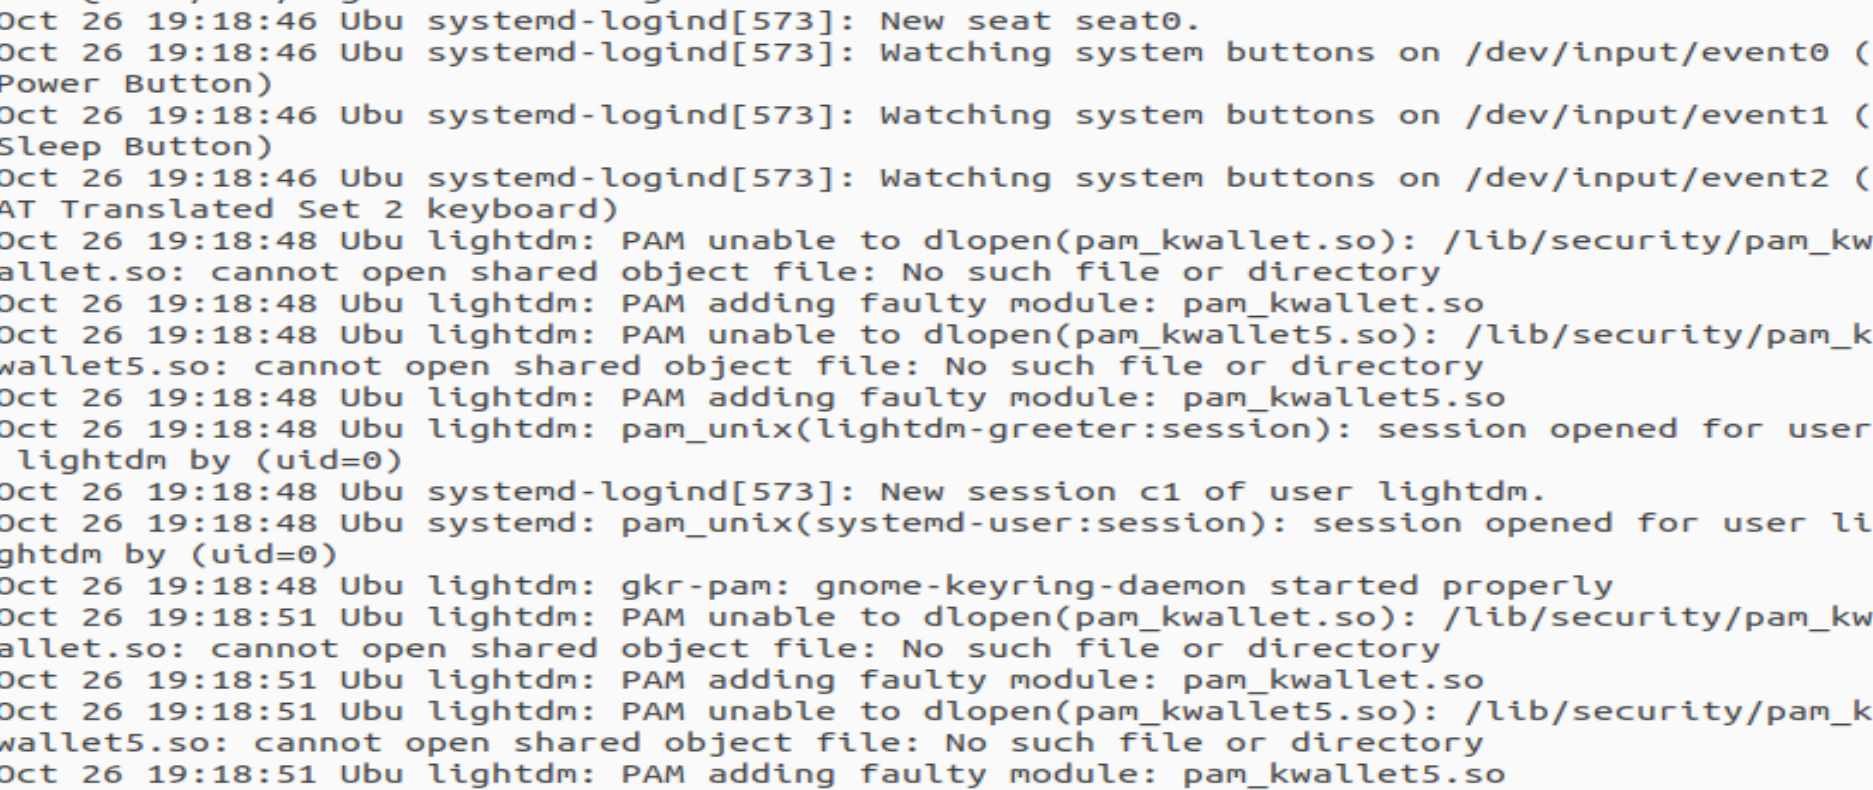 Oct 26 19:18:46 Ubu systemd-logind[573]: New seat seat0.
Oct 26 19:18:46 Ubu systemd-logind[573]: Watching system buttons on /dev/input/event0 (
Power Button)
Oct 26 19:18:46 Ubu systemd-logind[573]: Watching system buttons on /dev/input/event1 (
Sleep Button)
Oct 26 19:18:46 Ubu systemd-logind[573]: Watching system buttons on /dev/input/event2 (
AT Translated Set 2 keyboard)
Oct 26 19:18:48 Ubu lightdm: PAM unable to dlopen(pam_kwallet.so): /lib/security/pam_kw
allet.so: cannot open shared object file: No such file or directory
Oct 26 19:18:48 Ubu lightdm: PAM adding faulty module: pam_kwallet.so
Oct 26 19:18:48 Ubu lightdm: PAM unable to dlopen(pam_kwallet5.so): /lib/security/pam_k
wallet5.so: cannot open shared object file: No such file or directory
Oct 26 19:18:48 Ubu lightdm: PAM adding faulty module: pam_kwallet5.so
Oct 26 19:18:48 Ubu lightdm: pam_unix(lightdm-greeter:session): session opened for user
 lightdm by (uid=0)
Oct 26 19:18:48 Ubu systemd-logind[573]: New session c1 of user lightdm.
Oct 26 19:18:48 Ubu systemd: pam_unix(systemd-user:session): session opened for user li
ghtdm by (uid=0)
Oct 26 19:18:48 Ubu lightdm: gkr-pam: gnome-keyring-daemon started properly
Oct 26 19:18:51 Ubu lightdm: PAM unable to dlopen(pam_kwallet.so): /lib/security/pam_kw
allet.so: cannot open shared object file: No such file or directory
Oct 26 19:18:51 Ubu lightdm: PAM adding faulty module: pam_kwallet.so
Oct 26 19:18:51 Ubu lightdm: PAM unable to dlopen(pam_kwallet5.so): /lib/security/pam_k
wallet5.so: cannot open shared object file: No such file or directory
Oct 26 19:18:51 Ubu lightdm: PAM adding faulty module: pam_kwallet5.so